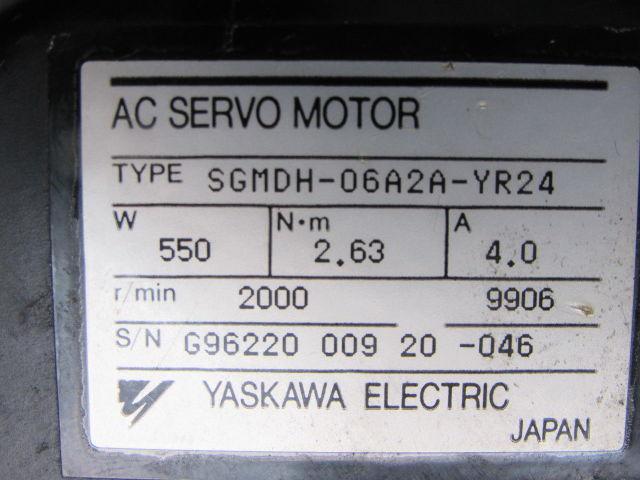 AC SERVO MOTOR
TYPE SGMDH-06A2A-YR24
W 550 N·m 2.63 A 4.0
r/min 2000 9906
S/N G96220 009 20 -046
YASKAWA ELECTRIC
JAPAN